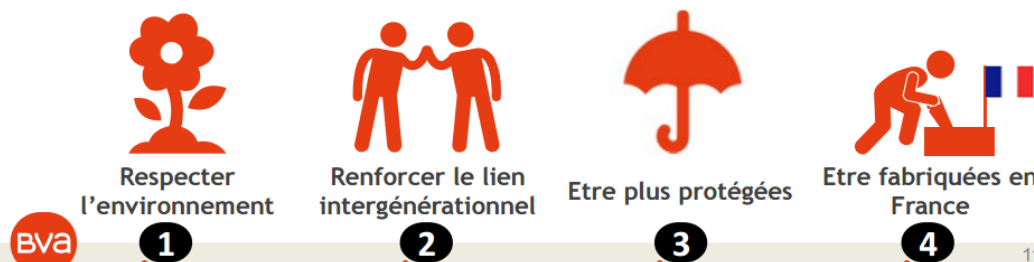 Respecter
l'environnement
Renforcer le lien
intergénérationnel
Etre plus protégées
Etre fabriquées en
France
BVA
1
2
3
4